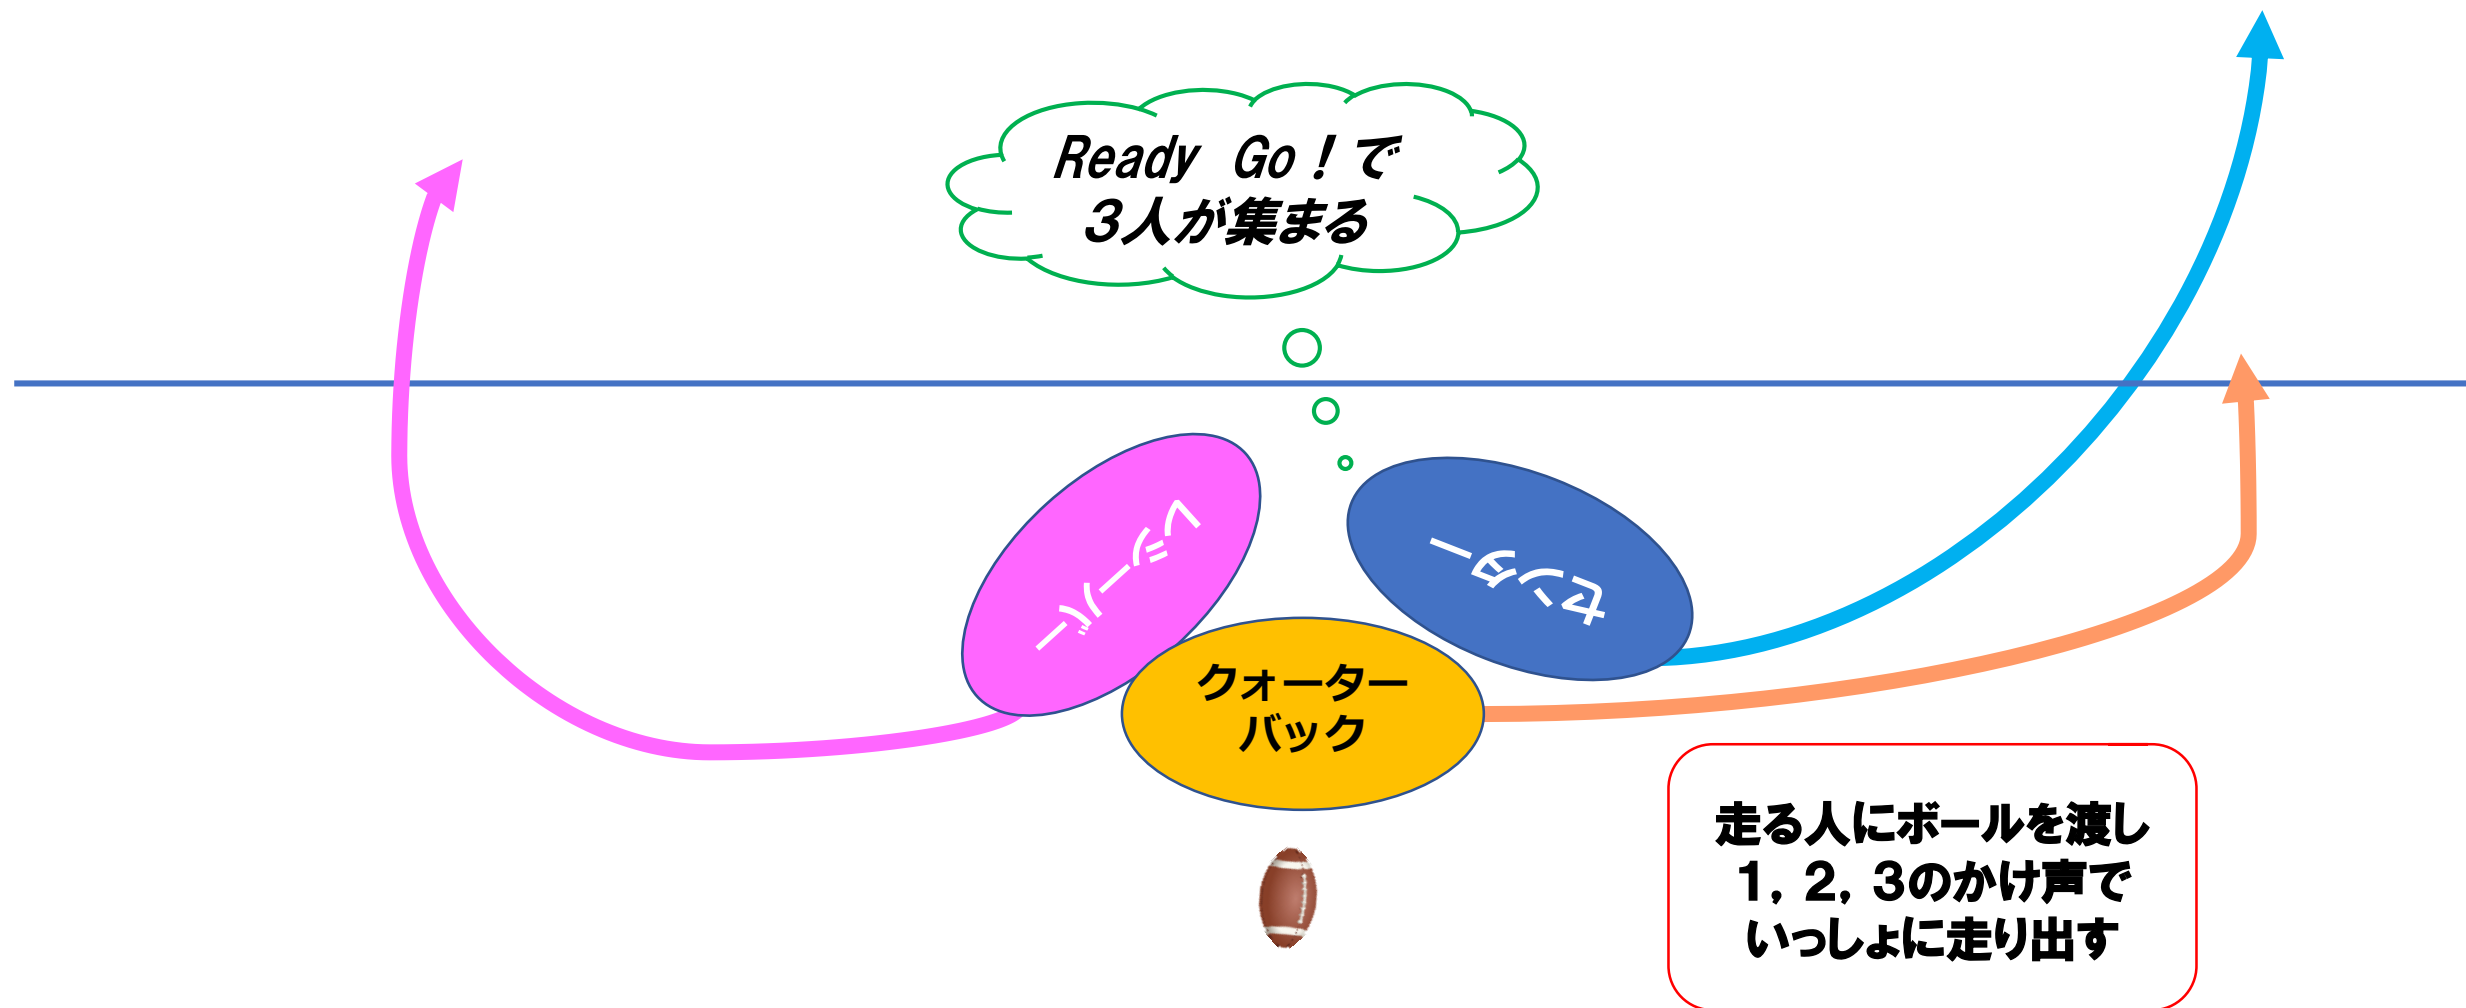 Ready Go！で
３人が集まる
レシーバー
センター
クォーター
バック
走る人にボールを渡し
１，２，３のかけ声で
いっしょに走り出す